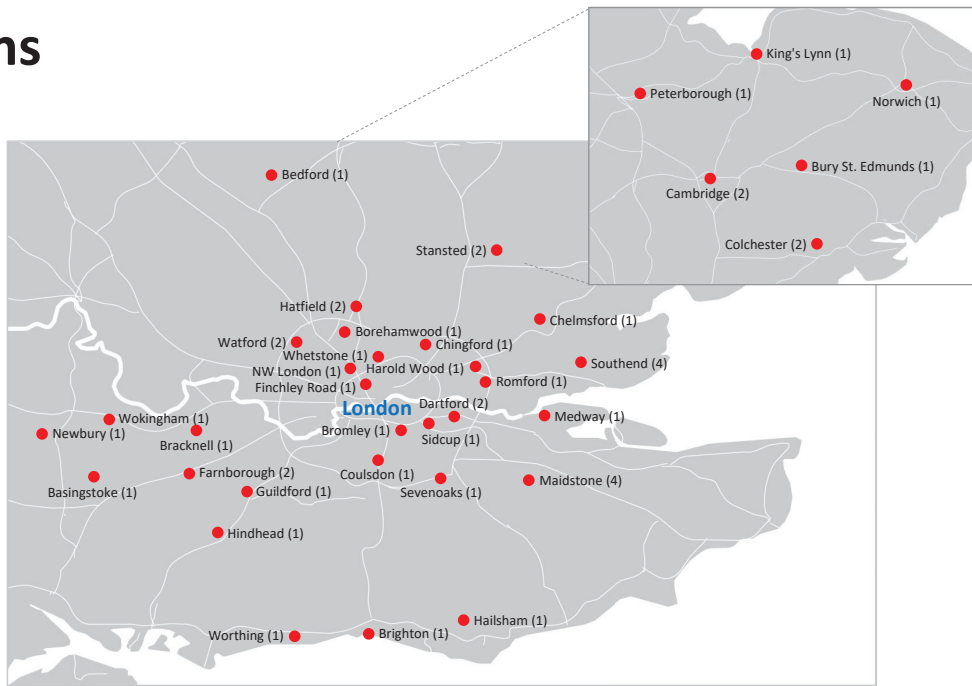 ns
King's Lynn (1)
Peterborough (1)
Norwich (1)
Bury St. Edmunds (1)
Cambridge (2)
Colchester (2)
Bedford (1)
Stansted (2)
Hatfield (2)
Chelmsford (1)
Borehamwood (1)
Watford (2)
Chingford (1)
Whetstone (1)
Southend (4)
NW London (1)
Harold Wood (1)
Finchley Road (1)
Romford (1)
London
Dartford (2)
Medway (1)
Wokingham (1)
Newbury (1)
Bracknell (1)
Bromley (1)
Sidcup (1)
Farnborough (2)
Coulsdon (1)
Basingstoke (1)
Guildford (1)
Sevenoaks (1)
Maidstone (4)
Hindhead (1)
Hailsham (1)
Worthing (1)
Brighton (1)